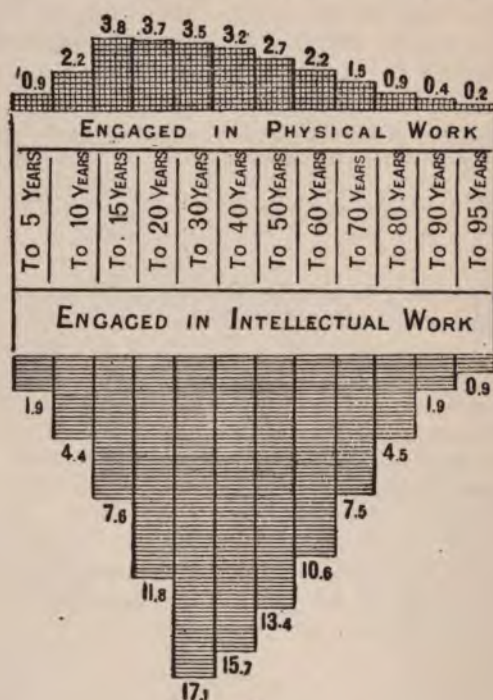 0.9 2.2 3.8 3.7 3.5 3.2 2.7 2.2 1.5 0.9 0.4 0.2
ENGAGED IN PHYSICAL WORK
To 5 YEARS
To 10 YEARS
To. 15 YEARS
To 20 YEARS
To 30 YEARS
To 40 YEARS
To 50 YEARS
To 60 YEARS
To 70 YEARS
To 80 YEARS
To 90 YEARS
To 95 YEARS
ENGAGED IN INTELLECTUAL WORK
1.9 4.4 7.6 11.8 17.1 15.7 13.4 10.6 7.5 4.5 1.9 0.9